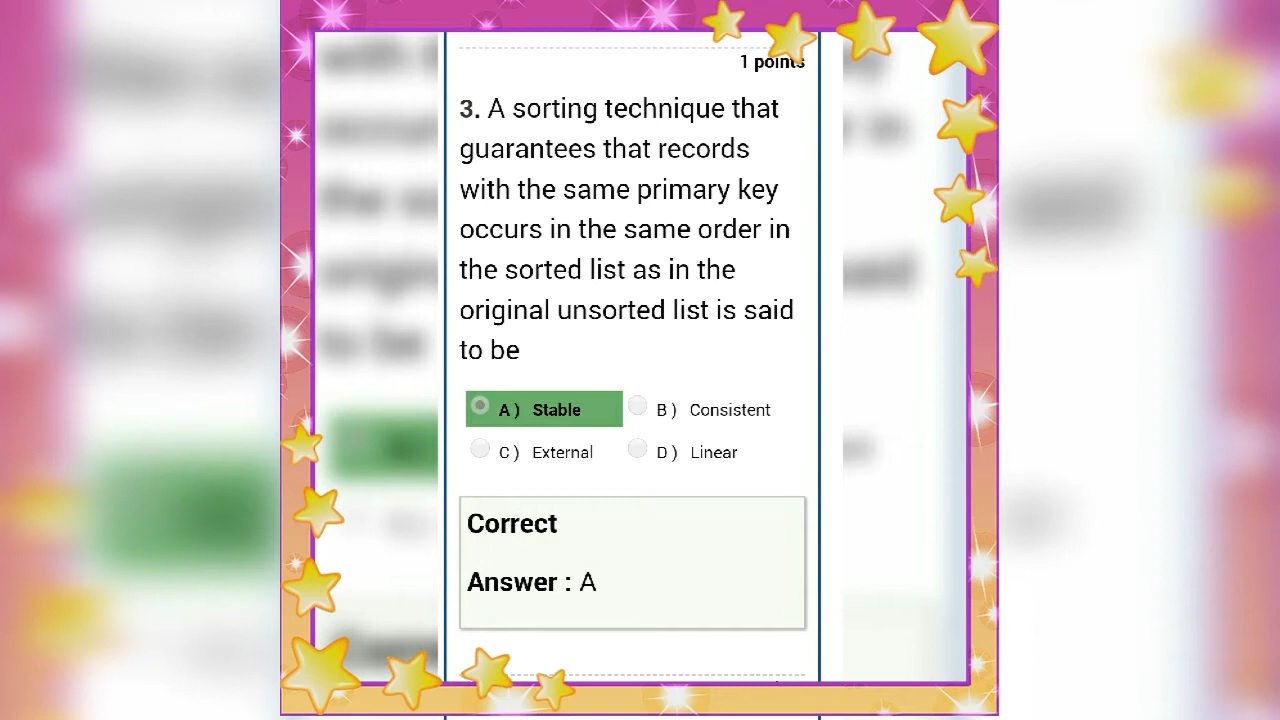 1 points
3. A sorting technique that
guarantees that records
with the same primary key
occurs in the same order in
the sorted list as in the
original unsorted list is said
to be
A ) Stable
B ) Consistent
C ) External
D ) Linear
Correct
Answer : A